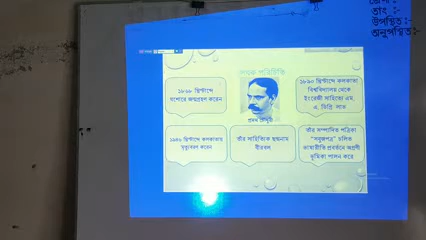 তাং :-
উপস্থিত :-
অনুপস্থিত:-
লেখক পরিচিতি
১৮৬৮ খ্রিস্টাব্দে
যশোরে জন্মগ্রহণ করেন
প্রমথ চৌধুরী
১৮৯০ খ্রিস্টাব্দে কলকাতা
বিশ্ববিদ্যালয় থেকে
ইংরেজী সাহিত্যে এম.
এ. ডিগ্রি লাভ
১৯৪৬ খ্রিস্টাব্দে কলকাতায়
মৃত্যুবরণ করেন
তাঁর সাহিত্যিক ছদ্মনাম
বীরবল
তাঁর সম্পাদিত পত্রিকা
"সবুজপত্র" চলিত
ভাষারীতি প্রবর্তনে অগ্রণী
ভূমিকা পালন করে